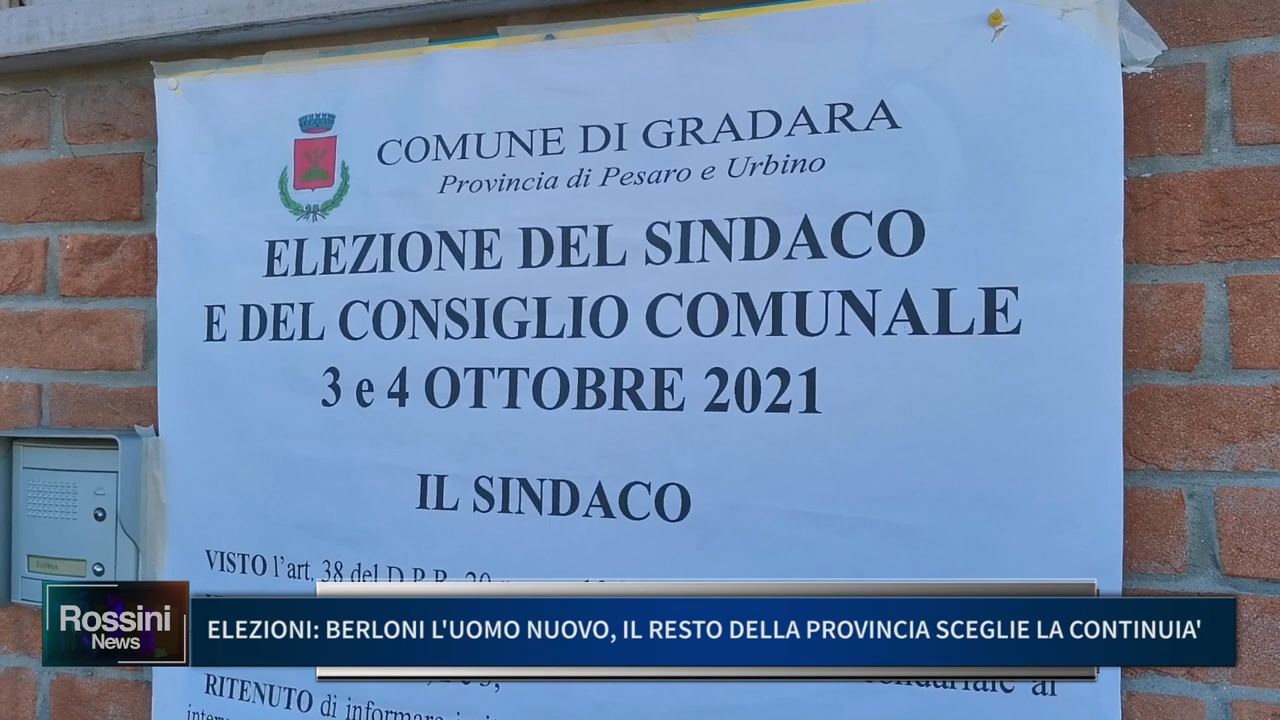 COMUNE DI GRADARA
Provincia di Pesaro e Urbino
ELEZIONE DEL SINDACO
E DEL CONSIGLIO COMUNALE
3 e 4 OTTOBRE 2021
IL SINDACO
VISTO l'art. 38 del D.P.R. 20
Rossini
News
ELEZIONI: BERLONI L'UOMO NUOVO, IL RESTO DELLA PROVINCIA SCEGLIE LA CONTINUIA'
RITENUTO di informare